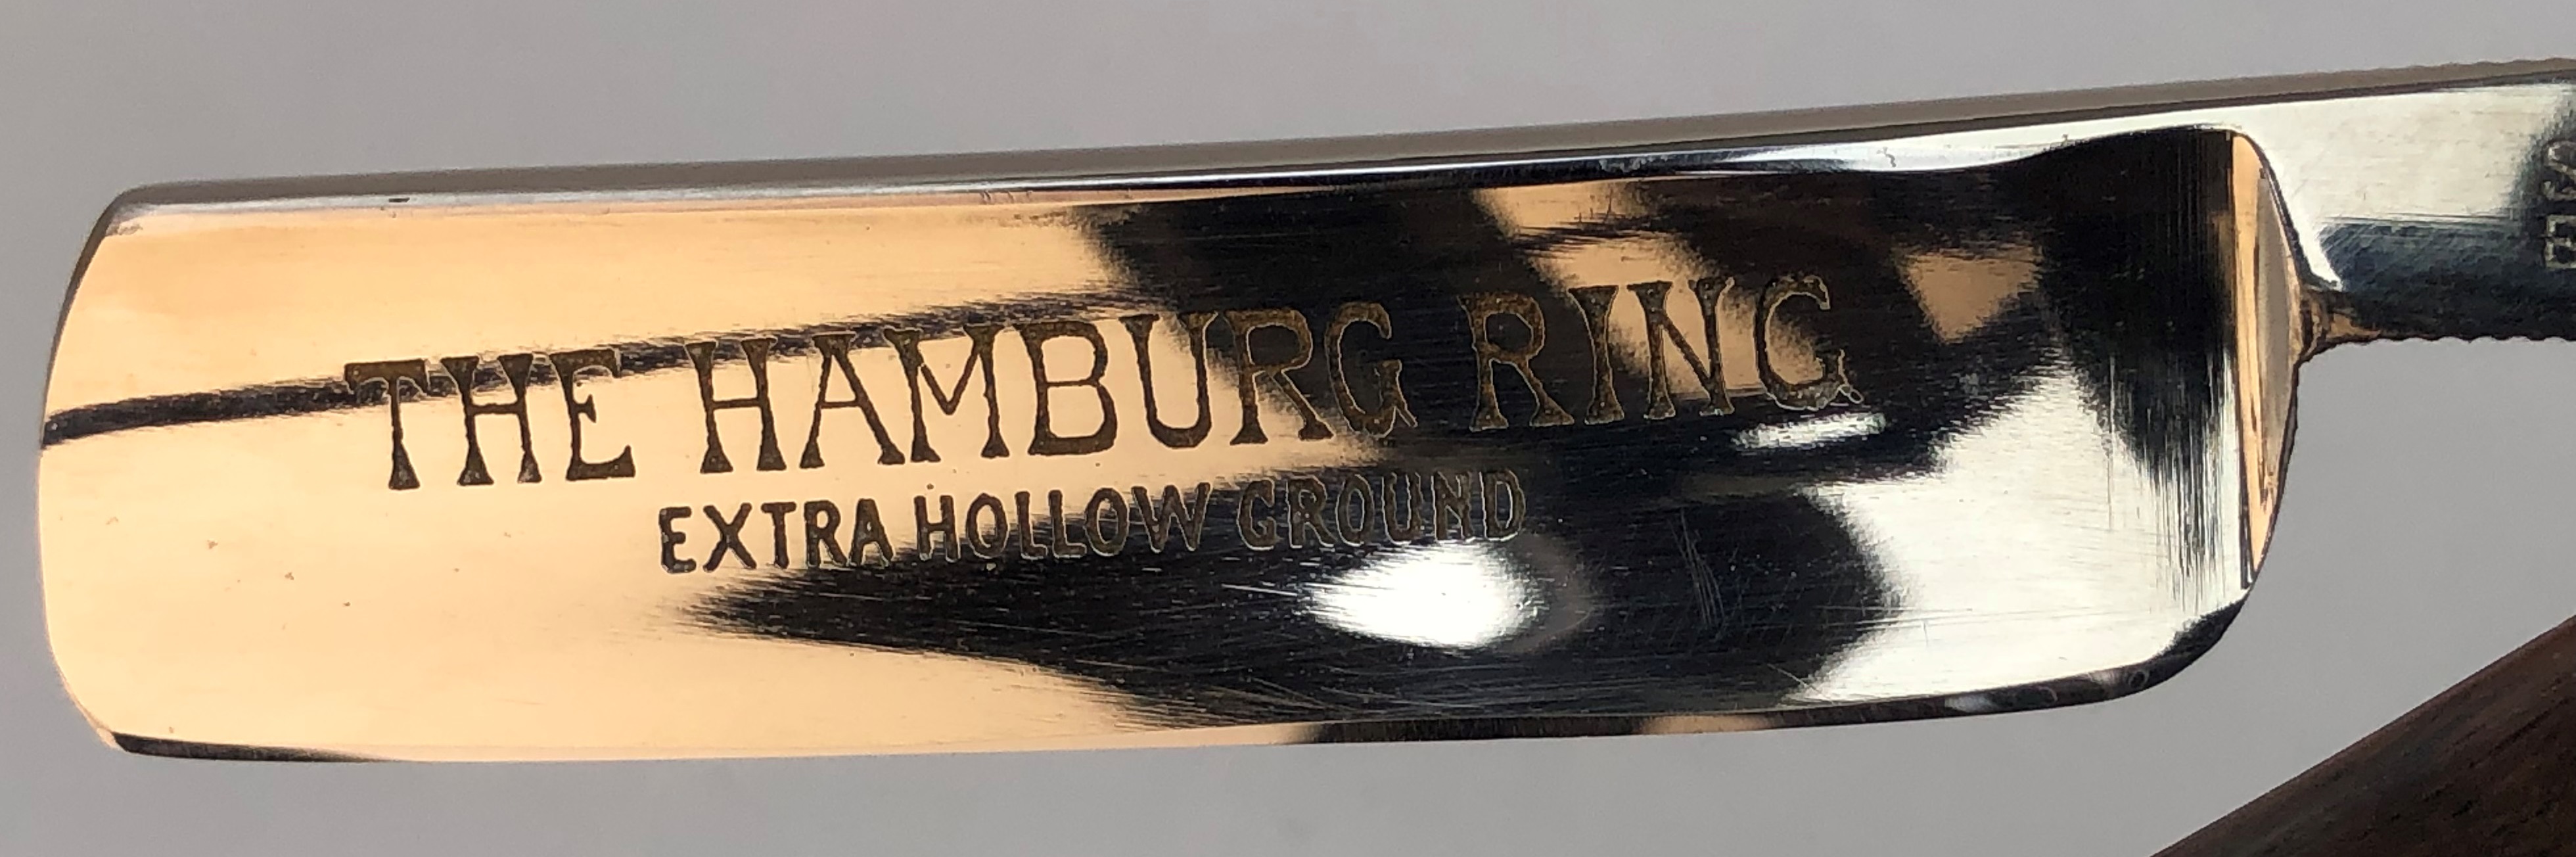 THE HAMBURG RING
EXTRA HOLLOW GROUND